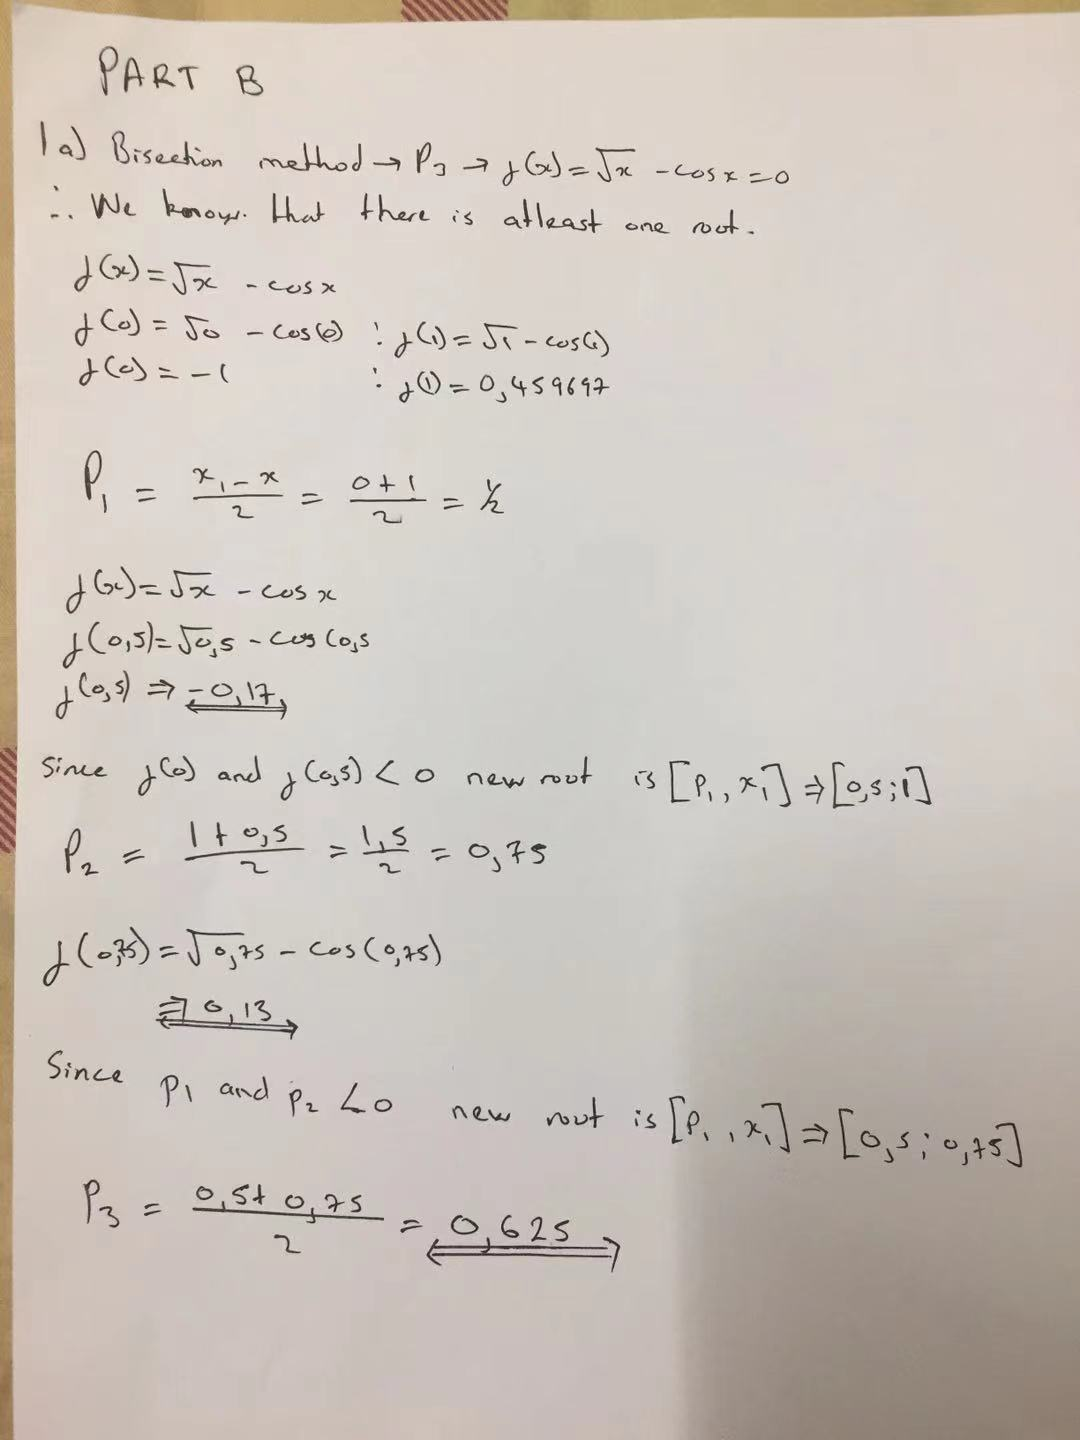 PART B
1a) Bisection method → P₃ → f(x) = √x - cos x = 0
∴ We know. that there is atleast one root.
f(x) = √x - cos x
f(0) = √0 - cos(0) : f(1) = √1 - cos(1)
f(0) = -1 : f(1) = 0,459697
P₁ = (x₁ - x)/2 = (0+1)/2 = ½
f(x) = √x - cos x
f(0,5) = √0,5 - cos(0,5
f(0,5) ⇒ -0,17
Since f(0) and f(0,5) < 0 new root is [P₁, x₁] ⇒ [0,5;1]
P₂ = (1+0,5)/2 = 1,5/2 = 0,75
f(0,75) = √0,75 - cos(0,75)
⇒ 0,13
Since P₁ and P₂ < 0 new root is [P₁, x₁] ⇒ [0,5; 0,75]
P₃ = (0,5+0,75)/2 = 0,625